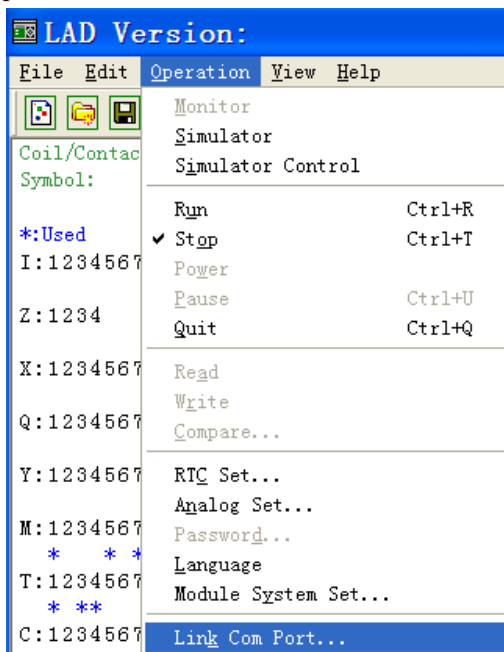 LAD Version:
File Edit Operation View Help
Monitor
Simulator
Simulator Control
Run Ctrl+R
Stop Ctrl+T
Power
Pause Ctrl+U
Quit Ctrl+Q
Read
Write
Compare...
RTC Set...
Analog Set...
Password...
Language
Module System Set...
Link Com Port...
Coil/Contac
Symbol:
*:Used
I:1234567
Z:1234
X:1234567
Q:1234567
Y:1234567
M:1234567
* * *
T:1234567
* **
C:1234567